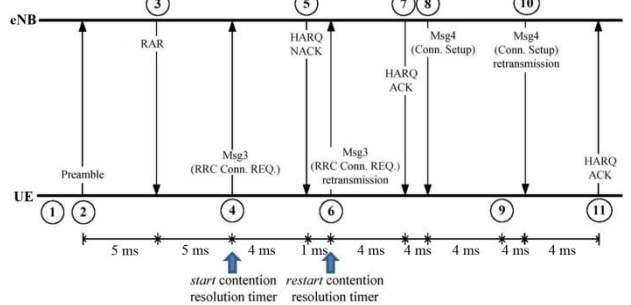 3
5
7
8
10
eNB
RAR
HARQ
NACK
HARQ
ACK
Msg4
(Conn. Setup)
Msg4
(Conn. Setup)
retransmission
Preamble
Msg3
(RRC Conn. REQ.)
Msg3
(RRC Conn. REQ.)
retransmission
HARQ
ACK
UE
1
2
4
6
9
11
5 ms
5 ms
4 ms
1 ms
4 ms
4 ms
4 ms
4 ms
4 ms
start contention
resolution timer
restart contention
resolution timer